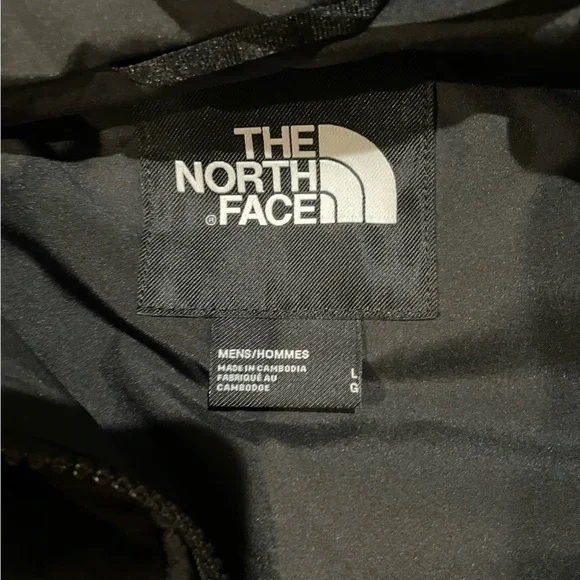 THE
NORTH
® FACE
MENS/HOMMES
MADE IN CAMBODIA
FABRIQUÉ AU
CAMBODGE
L
G